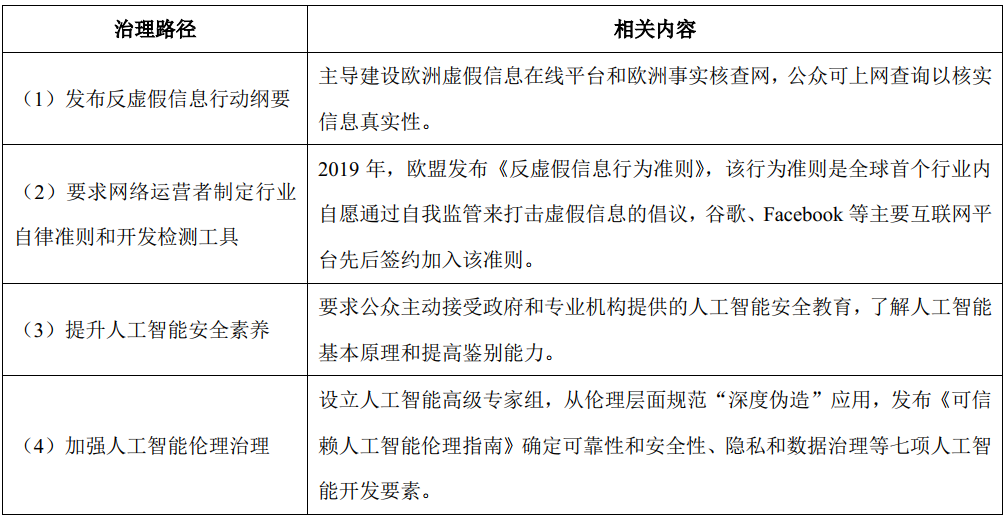 治理路径
相关内容
（1）发布反虚假信息行动纲要
主导建设欧洲虚假信息在线平台和欧洲事实核查网，公众可上网查询以核实
信息真实性。
（2）要求网络运营者制定行业
自律准则和开发检测工具
2019 年，欧盟发布《反虚假信息行为准则》，该行为准则是全球首个行业内
自愿通过自我监管来打击虚假信息的倡议，谷歌、Facebook 等主要互联网平
台先后签约加入该准则。
（3）提升人工智能安全素养
要求公众主动接受政府和专业机构提供的人工智能安全教育，了解人工智能
基本原理和提高鉴别能力。
（4）加强人工智能伦理治理
设立人工智能高级专家组，从伦理层面规范“深度伪造”应用，发布《可信
赖人工智能伦理指南》确定可靠性和安全性、隐私和数据治理等七项人工智
能开发要素。